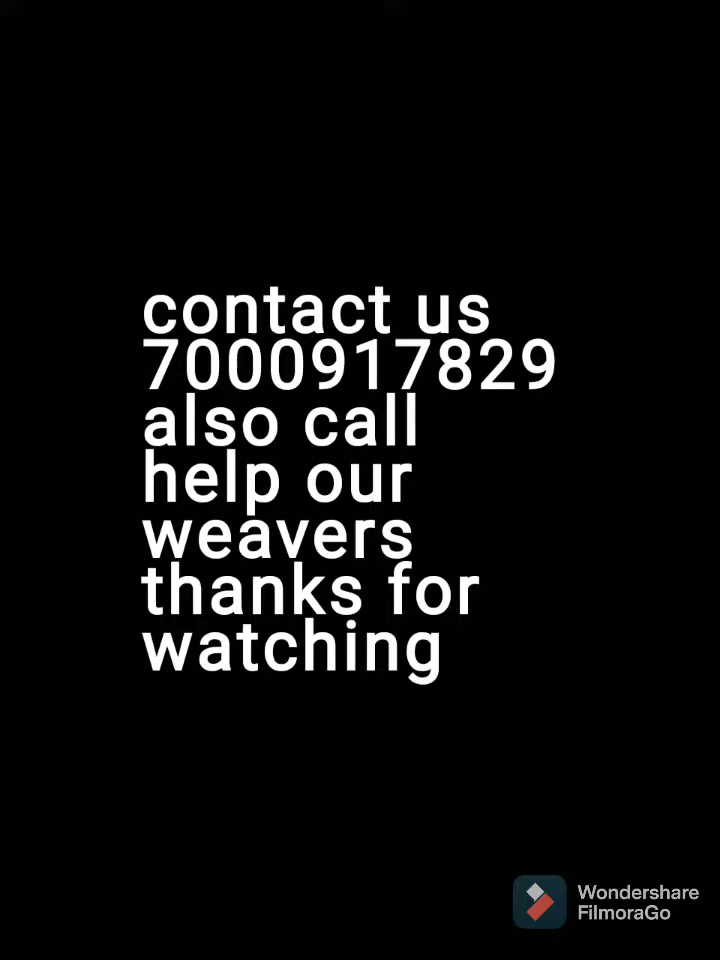 contact us
7000917829
also call
help our
weavers
thanks for
watching
Wondershare
FilmoraGo